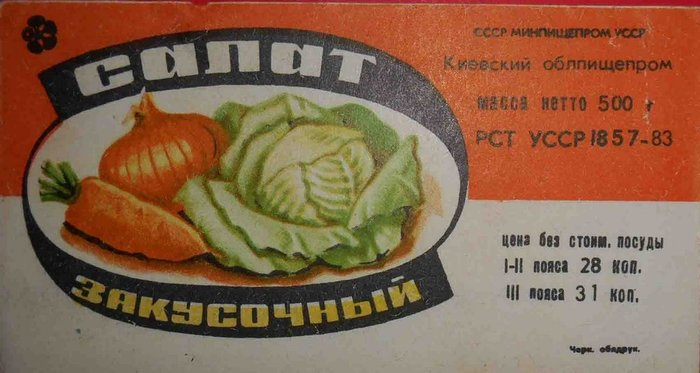 салат
закусочный
СССР МИНПИЩЕПРОМ УССР
Киевский облпищепром
масса нетто 500 г
РСТ УССР 1857-83
цена без стоим. посуды
I-II пояса 28 коп.
III пояса 31 коп.
Черк. облдрук.